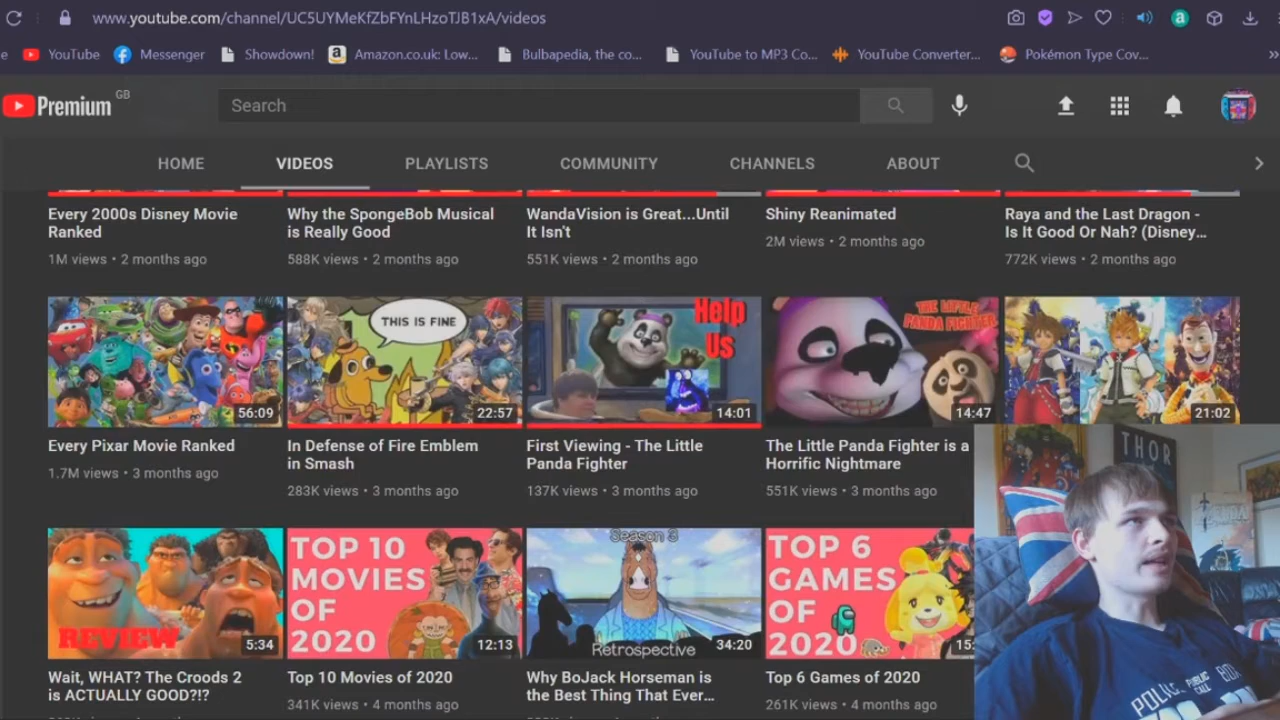 www.youtube.com/channel/UC5UYMeKfZbFYnLHzoTJB1xA/videos
e YouTube Messenger Showdown! Amazon.co.uk: Low... Bulbapedia, the co... YouTube to MP3 Co... YouTube Converter... Pokémon Type Cov... »
Premium GB Search
HOME VIDEOS PLAYLISTS COMMUNITY CHANNELS ABOUT
Every 2000s Disney Movie
Ranked
1M views • 2 months ago
Why the SpongeBob Musical
is Really Good
588K views • 2 months ago
WandaVision is Great...Until
It Isn't
551K views • 2 months ago
Shiny Reanimated
2M views • 2 months ago
Raya and the Last Dragon -
Is It Good Or Nah? (Disney...
772K views • 2 months ago
56:09
Every Pixar Movie Ranked
1.7M views • 3 months ago
THIS IS FINE
22:57
In Defense of Fire Emblem
in Smash
283K views • 3 months ago
Help
Us
14:01
First Viewing - The Little
Panda Fighter
137K views • 3 months ago
THE LITTLE
PANDA FIGHTER
14:47
The Little Panda Fighter is a
Horrific Nightmare
551K views • 3 months ago
21:02
REVIEW
5:34
Wait, WHAT? The Croods 2
is ACTUALLY GOOD?!?
TOP 10
MOVIES
OF
2020
12:13
Top 10 Movies of 2020
341K views • 4 months ago
Season 3
Retrospective
34:20
Why BoJack Horseman is
the Best Thing That Ever...
TOP 6
GAMES
OF
2020
15:
Top 6 Games of 2020
261K views • 4 months ago
THOR
POLICE PUBLIC CALL BOX